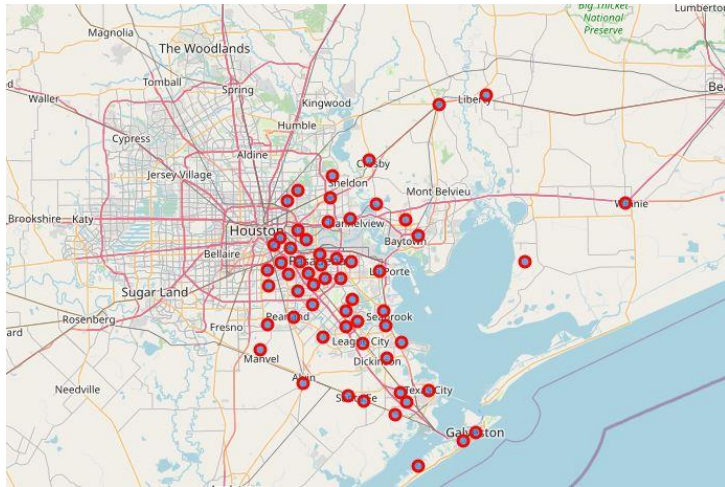 Big Thicket
National
Preserve
Lumberton
Magnolia
The Woodlands
Tomball
Spring
Waller
Kingwood
Liberty
Humble
Cypress
Aldine
Crosby
Jersey Village
Sheldon
Mont Belvieu
Winnie
Brookshire
Katy
Houston
Channelview
Baytown
Bellaire
Pasadena
La Porte
Sugar Land
Rosenberg
Fresno
Pearland
Seabrook
League City
Manvel
Dickinson
Needville
Alvin
Texas City
Santa Fe
Galveston